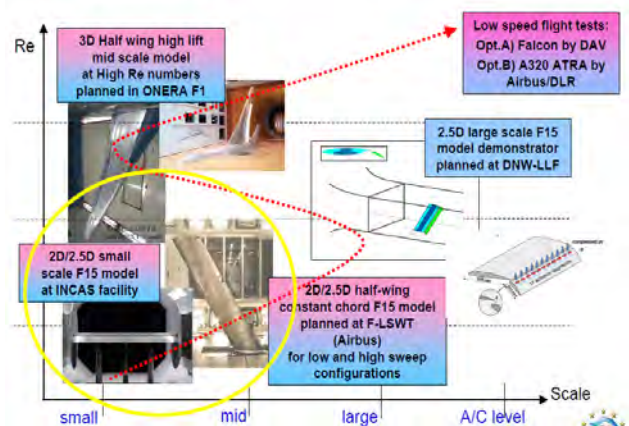 Re
3D Half wing high lift
mid scale model
at High Re numbers
planned in ONERA F1
Low speed flight tests:
Opt.A) Falcon by DAV
Opt.B) A320 ATRA by
Airbus/DLR
2.5D large scale F15
model demonstrator
planned at DNW-LLF
2D/2.5D small
scale F15 model
at INCAS facility
2D/2.5D half-wing
constant chord F15 model
planned at F-LSWT
(Airbus)
for low and high sweep
configurations
Scale
small
mid
large
A/C level